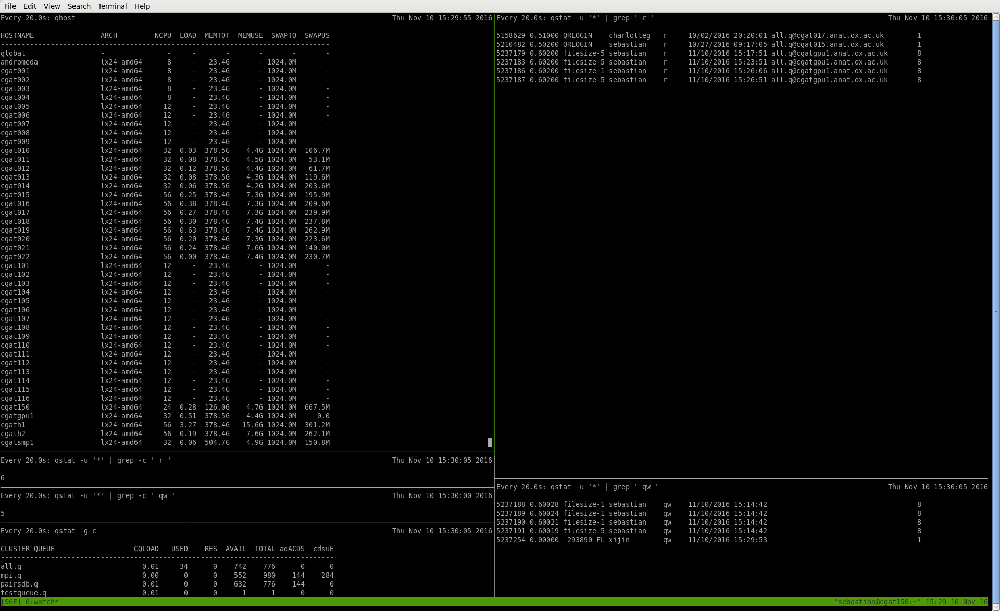 File Edit View Search Terminal Help
Every 20.0s: qhost Thu Nov 10 15:29:55 2016
HOSTNAME ARCH NCPU LOAD MEMTOT MEMUSE SWAPTO SWAPUS
-------------------------------------------------------------------------------
global - - - - - - -
andromeda lx24-amd64 8 - 23.4G - 1024.0M -
cgat001 lx24-amd64 8 - 23.4G - 1024.0M -
cgat002 lx24-amd64 8 - 23.4G - 1024.0M -
cgat003 lx24-amd64 8 - 23.4G - 1024.0M -
cgat004 lx24-amd64 8 - 23.4G - 1024.0M -
cgat005 lx24-amd64 12 - 23.4G - 1024.0M -
cgat006 lx24-amd64 12 - 23.4G - 1024.0M -
cgat007 lx24-amd64 12 - 23.4G - 1024.0M -
cgat008 lx24-amd64 12 - 23.4G - 1024.0M -
cgat009 lx24-amd64 12 - 23.4G - 1024.0M -
cgat010 lx24-amd64 32 0.03 378.5G 4.4G 1024.0M 106.7M
cgat011 lx24-amd64 32 0.08 378.5G 4.5G 1024.0M 53.1M
cgat012 lx24-amd64 32 0.12 378.5G 4.4G 1024.0M 61.7M
cgat013 lx24-amd64 32 0.08 378.5G 4.3G 1024.0M 119.6M
cgat014 lx24-amd64 32 0.06 378.5G 4.2G 1024.0M 203.6M
cgat015 lx24-amd64 56 0.25 378.4G 7.3G 1024.0M 195.9M
cgat016 lx24-amd64 56 0.38 378.4G 7.3G 1024.0M 209.6M
cgat017 lx24-amd64 56 0.27 378.4G 7.3G 1024.0M 239.9M
cgat018 lx24-amd64 56 0.30 378.4G 7.4G 1024.0M 237.8M
cgat019 lx24-amd64 56 0.63 378.4G 7.4G 1024.0M 262.9M
cgat020 lx24-amd64 56 0.20 378.4G 7.3G 1024.0M 223.6M
cgat021 lx24-amd64 56 0.24 378.4G 7.6G 1024.0M 140.0M
cgat022 lx24-amd64 56 0.00 378.4G 7.4G 1024.0M 230.7M
cgat101 lx24-amd64 12 - 23.4G - 1024.0M -
cgat102 lx24-amd64 12 - 23.4G - 1024.0M -
cgat103 lx24-amd64 12 - 23.4G - 1024.0M -
cgat104 lx24-amd64 12 - 23.4G - 1024.0M -
cgat105 lx24-amd64 12 - 23.4G - 1024.0M -
cgat106 lx24-amd64 12 - 23.4G - 1024.0M -
cgat107 lx24-amd64 12 - 23.4G - 1024.0M -
cgat108 lx24-amd64 12 - 23.4G - 1024.0M -
cgat109 lx24-amd64 12 - 23.4G - 1024.0M -
cgat110 lx24-amd64 12 - 23.4G - 1024.0M -
cgat111 lx24-amd64 12 - 23.4G - 1024.0M -
cgat112 lx24-amd64 12 - 23.4G - 1024.0M -
cgat113 lx24-amd64 12 - 23.4G - 1024.0M -
cgat114 lx24-amd64 12 - 23.4G - 1024.0M -
cgat115 lx24-amd64 12 - 23.4G - 1024.0M -
cgat116 lx24-amd64 12 - 23.4G - 1024.0M -
cgat150 lx24-amd64 24 0.28 126.0G 4.7G 1024.0M 667.5M
cgatgpu1 lx24-amd64 32 0.51 378.5G 4.4G 1024.0M 0.0
cgath1 lx24-amd64 56 3.27 378.4G 15.6G 1024.0M 301.2M
cgath2 lx24-amd64 56 0.19 378.4G 7.6G 1024.0M 262.1M
cgatsmp1 lx24-amd64 32 0.06 504.7G 4.9G 1024.0M 150.8M
Every 20.0s: qstat -u '*' | grep -c ' r ' Thu Nov 10 15:30:05 2016
6
Every 20.0s: qstat -u '*' | grep -c ' qw ' Thu Nov 10 15:30:00 2016
5
Every 20.0s: qstat -g c Thu Nov 10 15:30:05 2016
CLUSTER QUEUE CQLOAD USED RES AVAIL TOTAL aoACDS cdsuE
--------------------------------------------------------------------------------
all.q 0.01 34 0 742 776 0 0
mpi.q 0.00 0 0 552 980 144 284
pairsdb.q 0.01 0 0 632 776 144 0
testqueue.q 0.01 0 0 1 1 0 0
Every 20.0s: qstat -u '*' | grep ' r ' Thu Nov 10 15:30:05 2016
5158629 0.51000 QRLOGIN charlotteg r 10/02/2016 20:20:01 all.q@cgat017.anat.ox.ac.uk 1
5210482 0.50200 QRLOGIN sebastian r 10/27/2016 09:17:05 all.q@cgat015.anat.ox.ac.uk 1
5237179 0.60200 filesize-5 sebastian r 11/10/2016 15:17:51 all.q@cgatgpu1.anat.ox.ac.uk 8
5237183 0.60200 filesize-5 sebastian r 11/10/2016 15:23:51 all.q@cgatgpu1.anat.ox.ac.uk 8
5237186 0.60200 filesize-1 sebastian r 11/10/2016 15:26:06 all.q@cgatgpu1.anat.ox.ac.uk 8
5237187 0.60200 filesize-5 sebastian r 11/10/2016 15:26:51 all.q@cgatgpu1.anat.ox.ac.uk 8
Every 20.0s: qstat -u '*' | grep ' qw ' Thu Nov 10 15:30:05 2016
5237188 0.60028 filesize-1 sebastian qw 11/10/2016 15:14:42 8
5237189 0.60024 filesize-1 sebastian qw 11/10/2016 15:14:42 8
5237190 0.60021 filesize-1 sebastian qw 11/10/2016 15:14:42 8
5237191 0.60019 filesize-5 sebastian qw 11/10/2016 15:14:42 8
5237254 0.00000 _293890_FL xijin qw 11/10/2016 15:29:53 1
[SGE] 0:watch* "sebastian@cgat150:~" 15:29 10-Nov-16